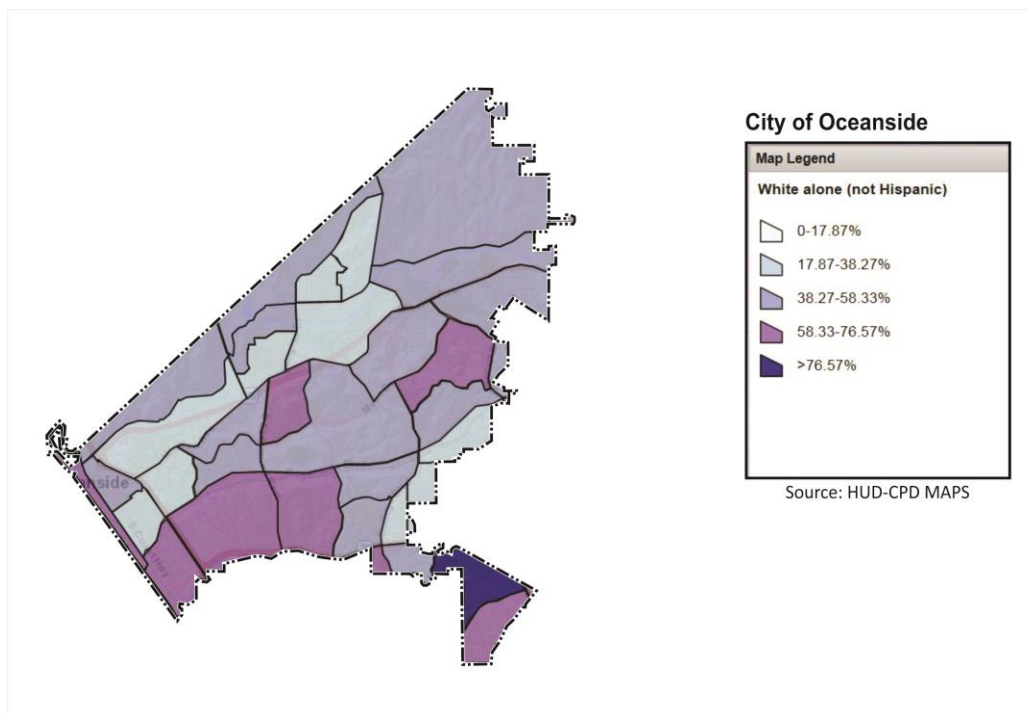 City of Oceanside
Map Legend
White alone (not Hispanic)
0-17.87%
17.87-38.27%
38.27-58.33%
58.33-76.57%
>76.57%
Source: HUD-CPD MAPS
nside